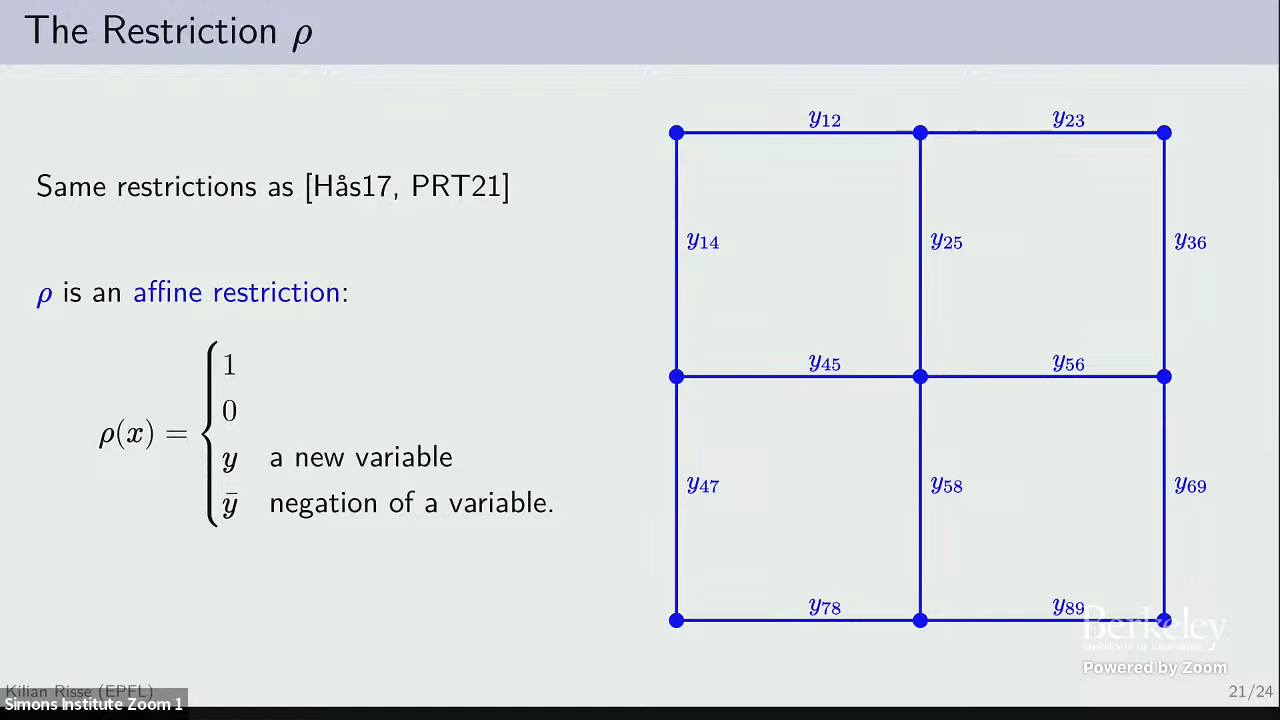 The Restriction ρ
Same restrictions as [Hås17, PRT21]
ρ is an affine restriction:
ρ(x) = { 1
0
y a new variable
ȳ negation of a variable.
y12 y23
y14 y25 y36
y45 y56
y47 y58 y69
y78 y89
Berkeley
Powered by Zoom
Kilian Risse (EPFL)
21/24
Simons Institute Zoom 1